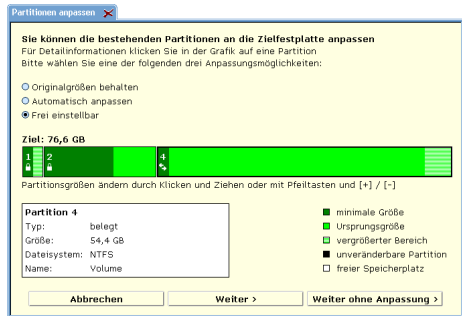 Partitionen anpassen
Sie können die bestehenden Partitionen an die Zielfestplatte anpassen
Für Detailinformationen klicken Sie in der Grafik auf eine Partition
Bitte wählen Sie eine der folgenden drei Anpassungsmöglichkeiten:
Originalgrößen behalten
Automatisch anpassen
Frei einstellbar
Ziel: 76,6 GB
1 2 4
Partitionsgrößen ändern durch Klicken und Ziehen oder mit Pfeiltasten und [+] / [-]
Partition 4
Typ: belegt
Größe: 54,4 GB
Dateisystem: NTFS
Name: Volume
minimale Größe
Ursprungsgröße
vergrößerter Bereich
unveränderbare Partition
freier Speicherplatz
Abbrechen Weiter > Weiter ohne Anpassung >